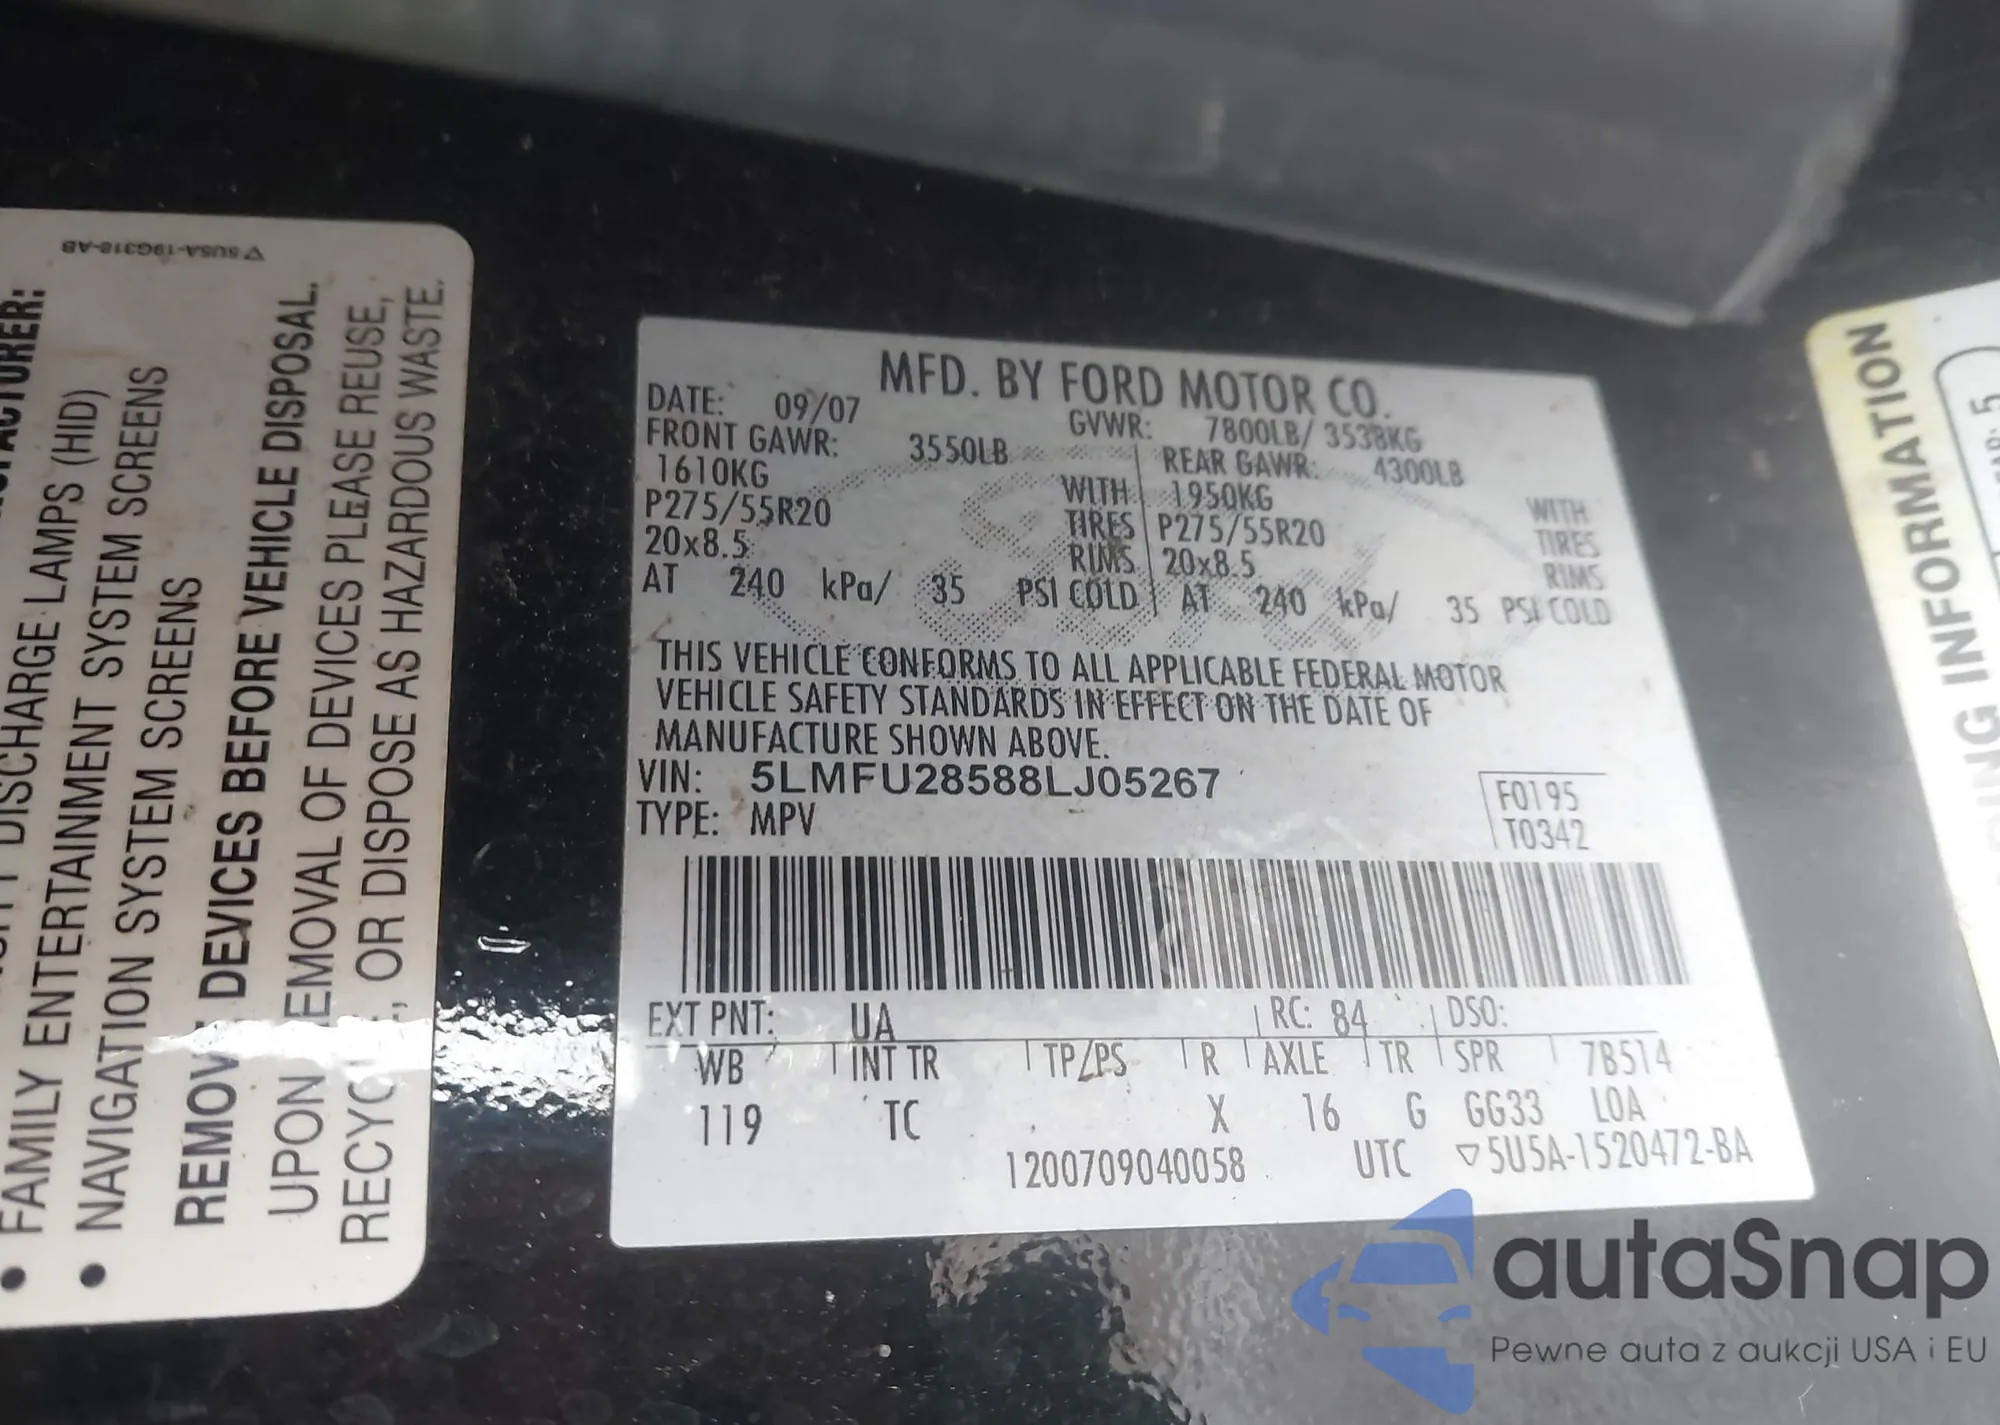 ▽5U5A-19G318-AB
ACTURER:
DISCHARGE LAMPS (HID)
• FAMILY ENTERTAINMENT SYSTEM SCREENS
• NAVIGATION SYSTEM SCREENS
REMOVE DEVICES BEFORE VEHICLE DISPOSAL.
UPON REMOVAL OF DEVICES PLEASE REUSE,
RECYCLE, OR DISPOSE AS HAZARDOUS WASTE.
MFD. BY FORD MOTOR CO.
DATE: 09/07 GVWR: 7800LB/ 3538KG
FRONT GAWR: 3550LB REAR GAWR: 4300LB
1610KG WITH 1950KG WITH
P275/55R20 TIRES P275/55R20 TIRES
20x8.5 RIMS 20x8.5 RIMS
AT 240 kPa/ 35 PSI COLD AT 240 kPa/ 35 PSI COLD
THIS VEHICLE CONFORMS TO ALL APPLICABLE FEDERAL MOTOR
VEHICLE SAFETY STANDARDS IN EFFECT ON THE DATE OF
MANUFACTURE SHOWN ABOVE.
VIN: 5LMFU28588LJ05267
TYPE: MPV
F0195
T0342
EXT PNT: UA RC: 84 DSO:
WB INT TR TP/PS R AXLE TR SPR 7B514
119 TC X 16 G GG33 LOA
1200709040058 UTC ▽5U5A-1520472-BA
INFORMATION
autaSnap
Pewne auta z aukcji USA i EU